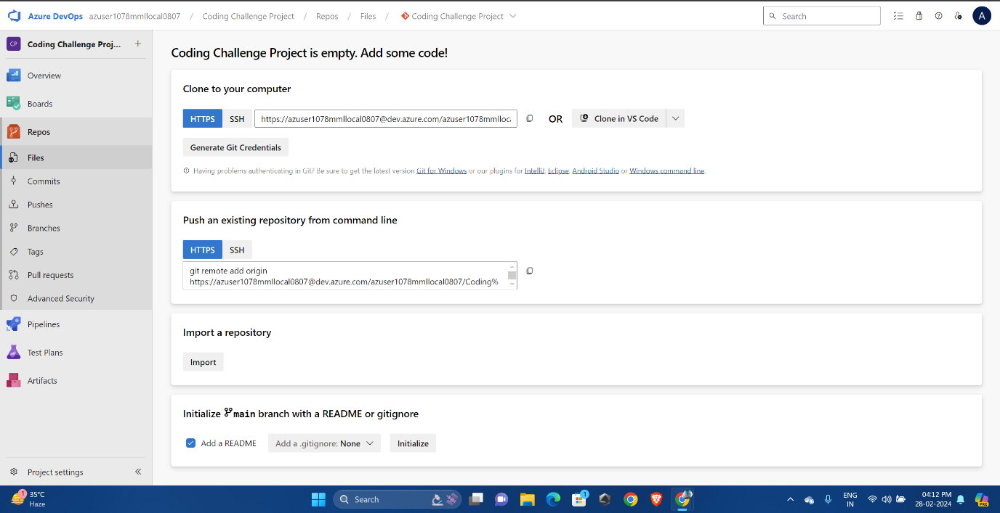 Azure DevOps azuser1078mmllocal0807 / Coding Challenge Project / Repos / Files / Coding Challenge Project
Search
A
CP Coding Challenge Proj... +
Overview
Boards
Repos
Files
Commits
Pushes
Branches
Tags
Pull requests
Advanced Security
Pipelines
Test Plans
Artifacts
Project settings
Coding Challenge Project is empty. Add some code!
Clone to your computer
HTTPS SSH https://azuser1078mmllocal0807@dev.azure.com/azuser1078mmlloca OR Clone in VS Code
Generate Git Credentials
Having problems authenticating in Git? Be sure to get the latest version Git for Windows or our plugins for IntelliJ, Eclipse, Android Studio or Windows command line.
Push an existing repository from command line
HTTPS SSH
git remote add origin
https://azuser1078mmllocal0807@dev.azure.com/azuser1078mmllocal0807/Coding%
Import a repository
Import
Initialize main branch with a README or gitignore
Add a README Add a .gitignore: None Initialize
1 35°C
Haze
Search
1
ENG
IN
04:12 PM
28-02-2024
PRE